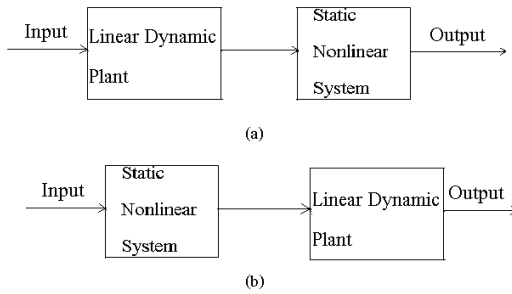 Input
Linear Dynamic
Plant
Static
Nonlinear
System
Output
(a)
Input
Static
Nonlinear
System
Linear Dynamic
Plant
Output
(b)